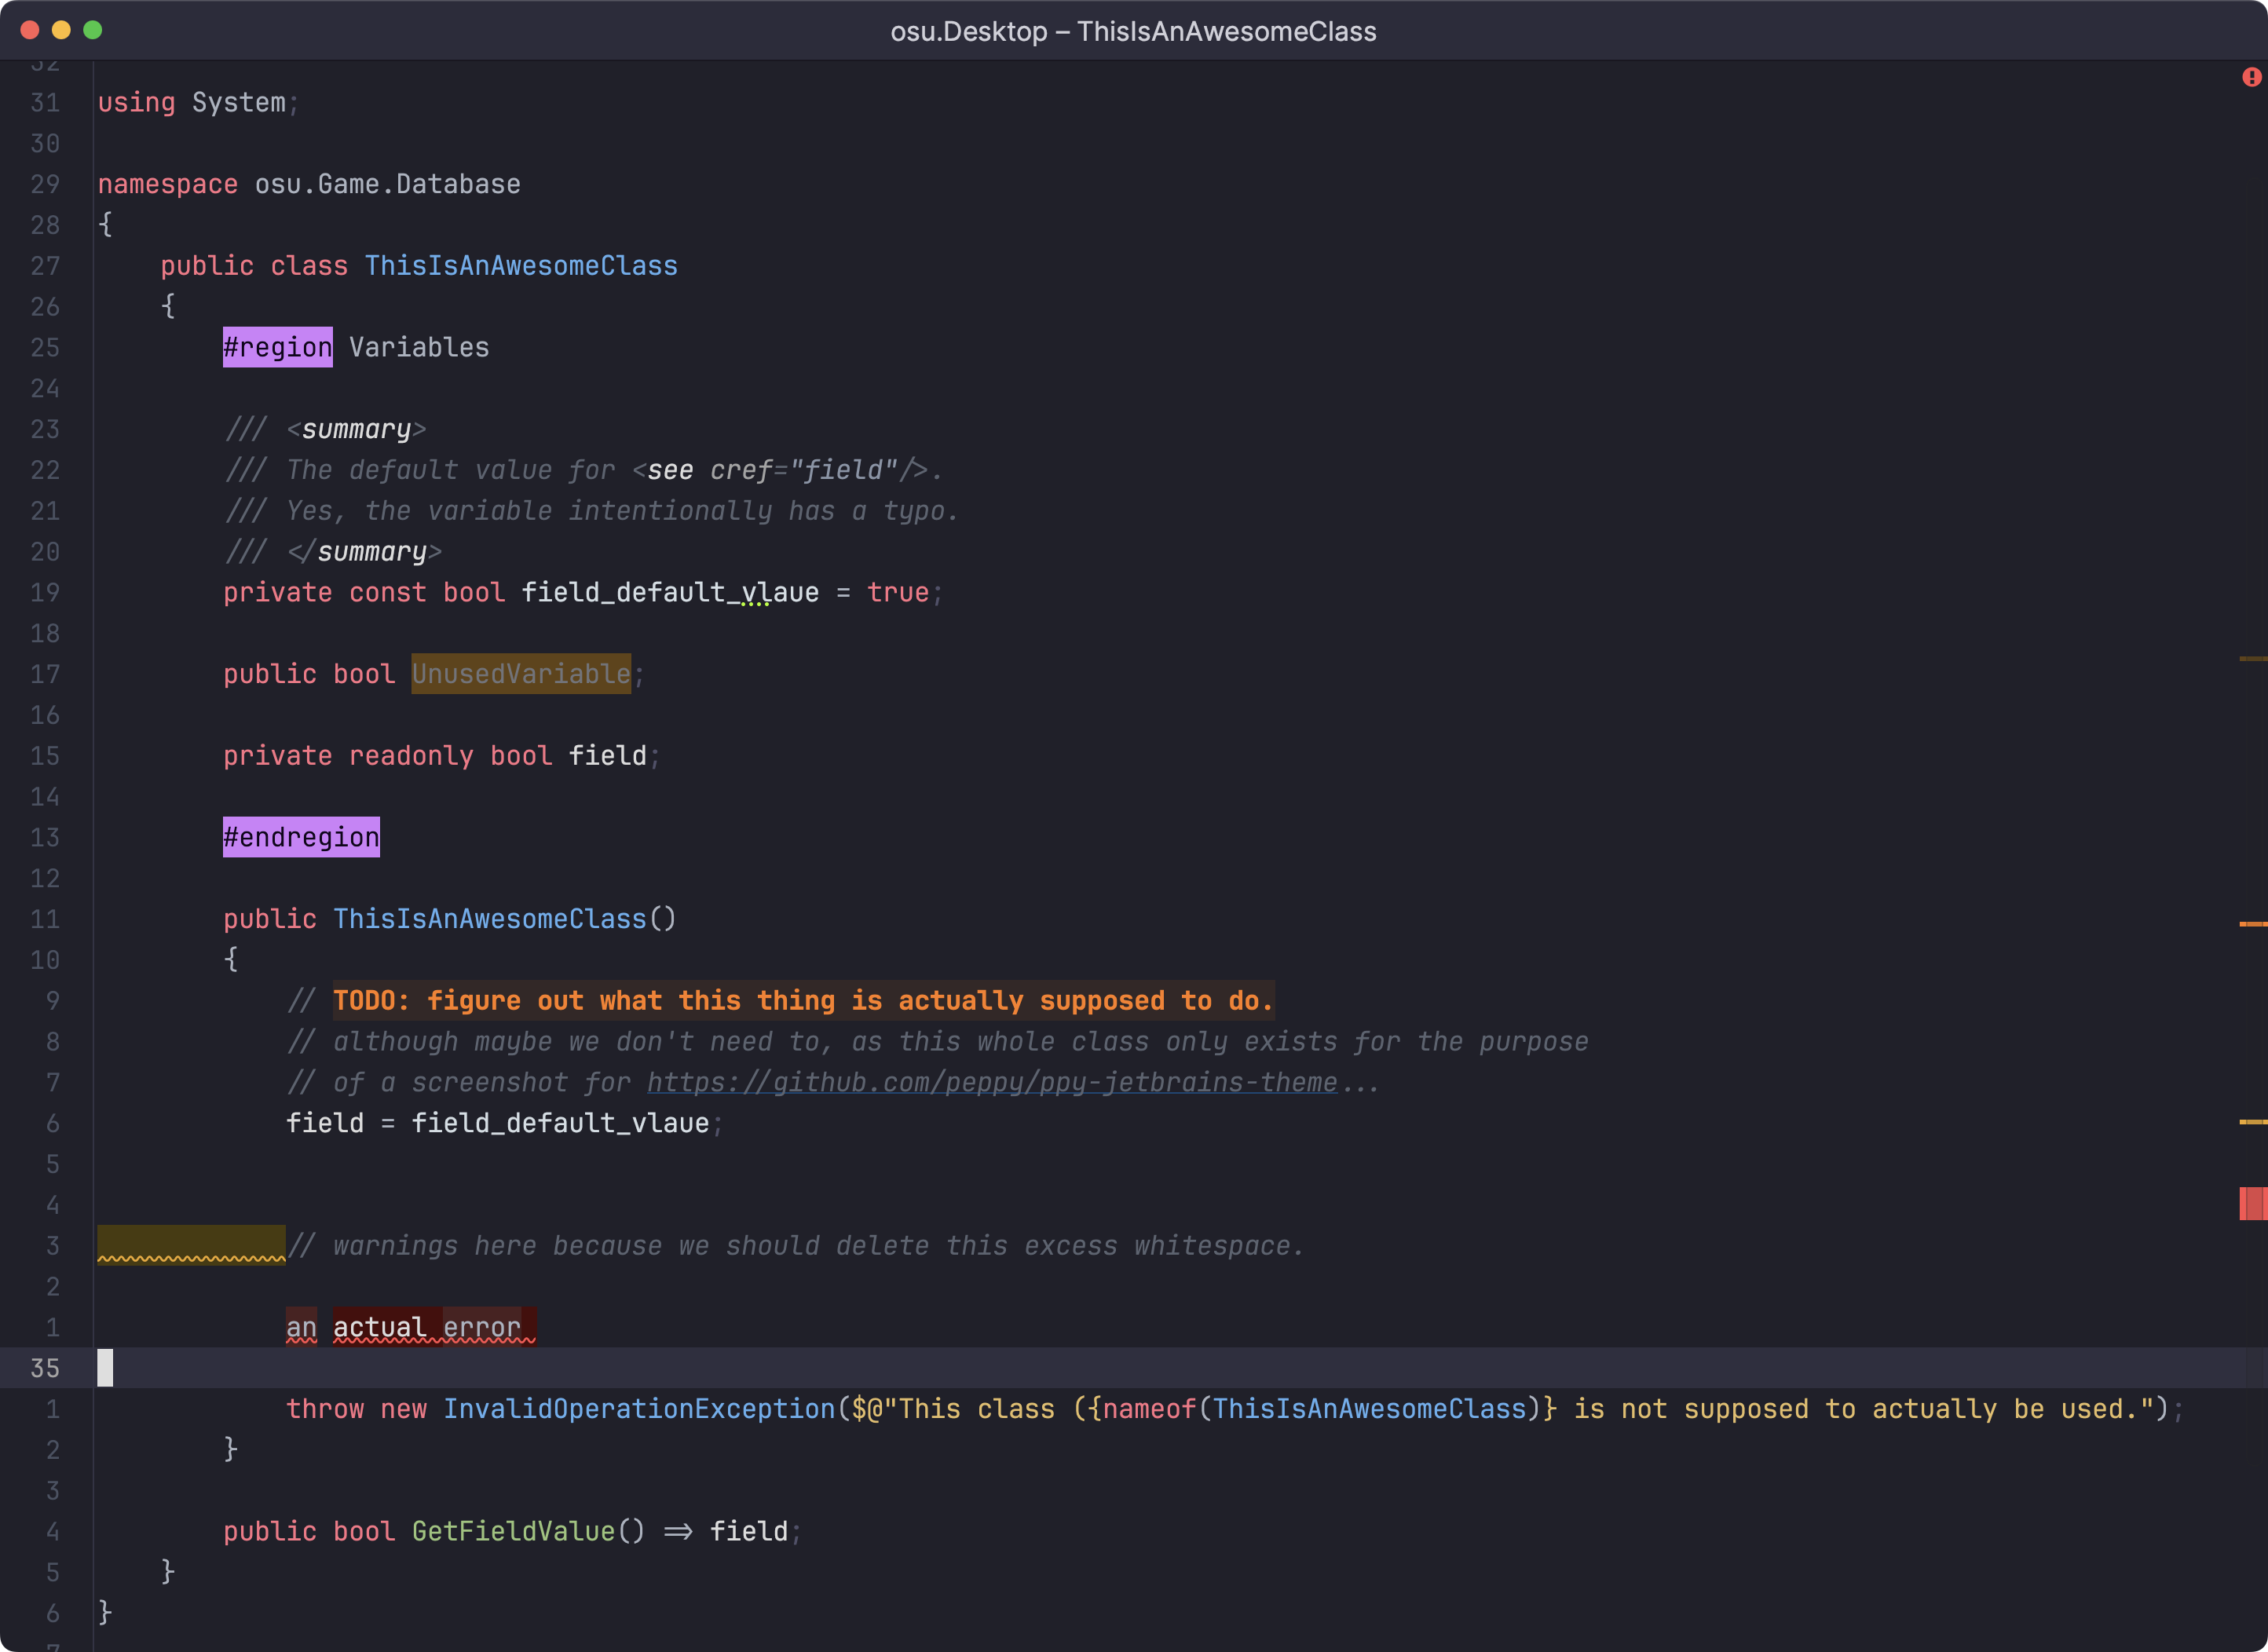 osu.Desktop – ThisIsAnAwesomeClass
32
31 using System;
30
29 namespace osu.Game.Database
28 {
27 public class ThisIsAnAwesomeClass
26 {
25 #region Variables
24
23 /// <summary>
22 /// The default value for <see cref="field"/>.
21 /// Yes, the variable intentionally has a typo.
20 /// </summary>
19 private const bool field_default_vlaue = true;
18
17 public bool UnusedVariable;
16
15 private readonly bool field;
14
13 #endregion
12
11 public ThisIsAnAwesomeClass()
10 {
9 // TODO: figure out what this thing is actually supposed to do.
8 // although maybe we don't need to, as this whole class only exists for the purpose
7 // of a screenshot for https://github.com/peppy/ppy-jetbrains-theme...
6 field = field_default_vlaue;
5
4
3 // warnings here because we should delete this excess whitespace.
2
1 an actual error
35
1 throw new InvalidOperationException($@"This class ({nameof(ThisIsAnAwesomeClass)} is not supposed to actually be used.");
2 }
3
4 public bool GetFieldValue() => field;
5 }
6 }
7